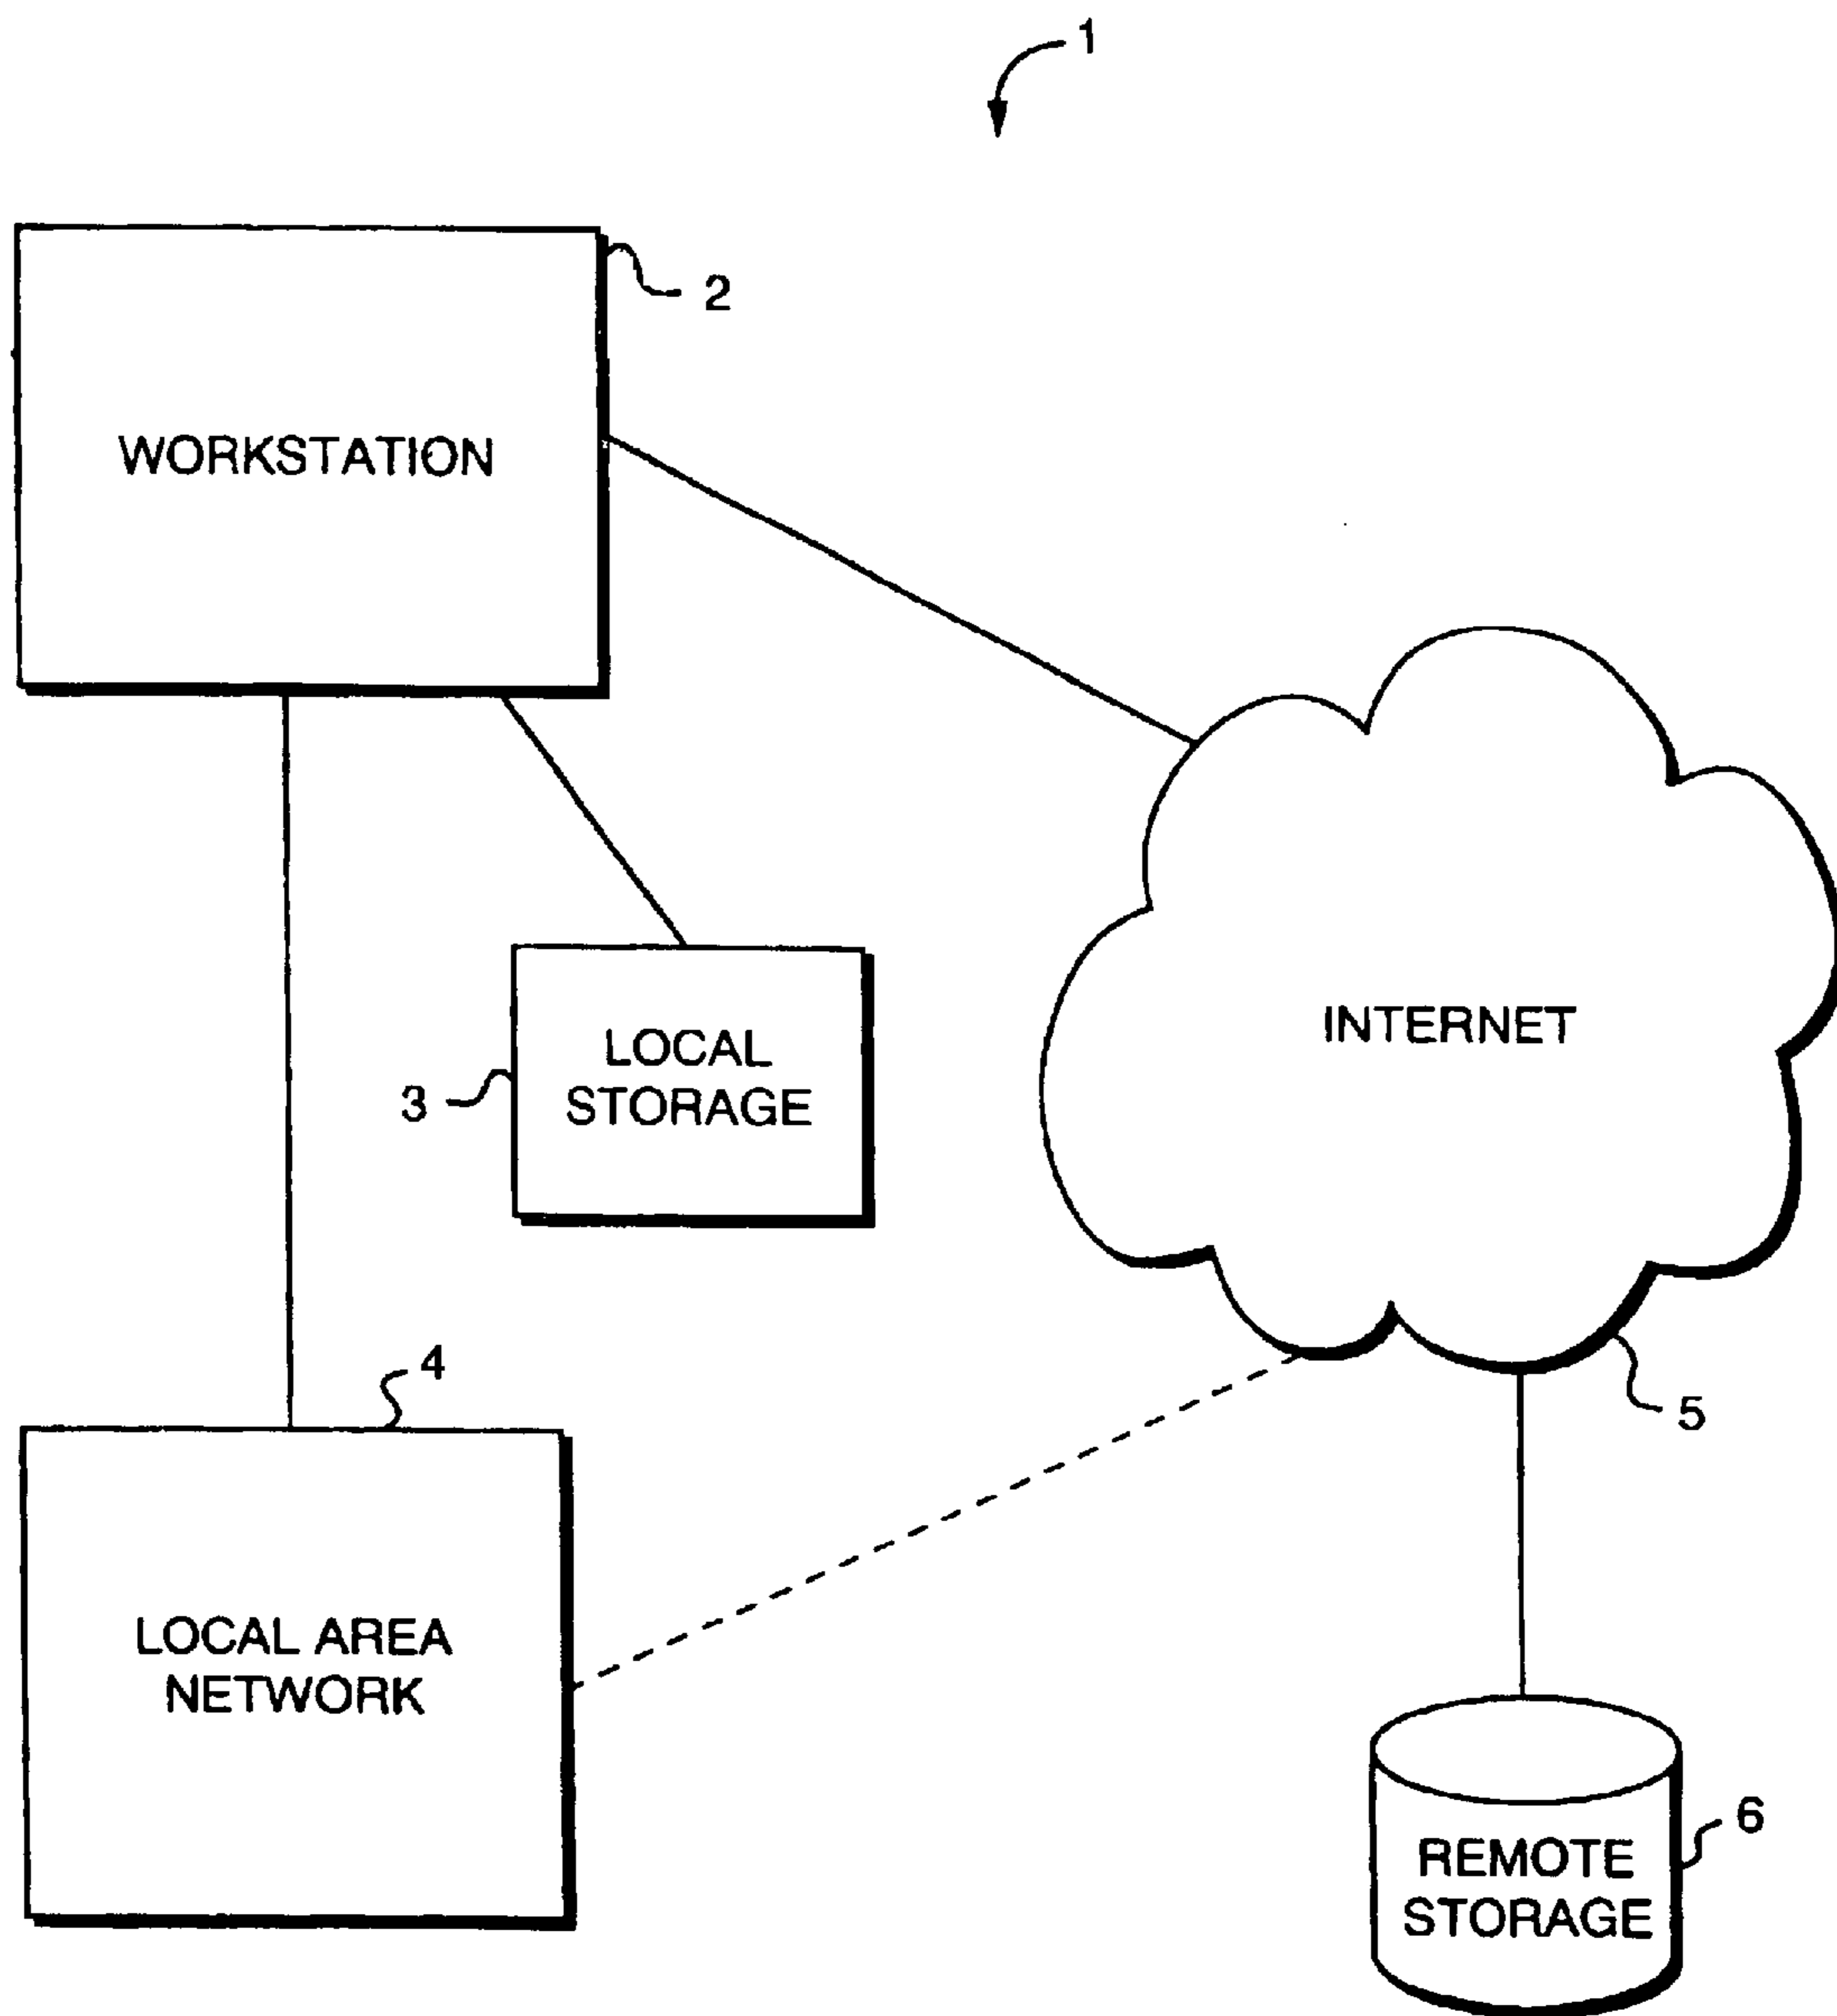 1
2
WORKSTATION
INTERNET
LOCAL
STORAGE
3
4
5
LOCAL AREA
NETWORK
6
REMOTE
STORAGE